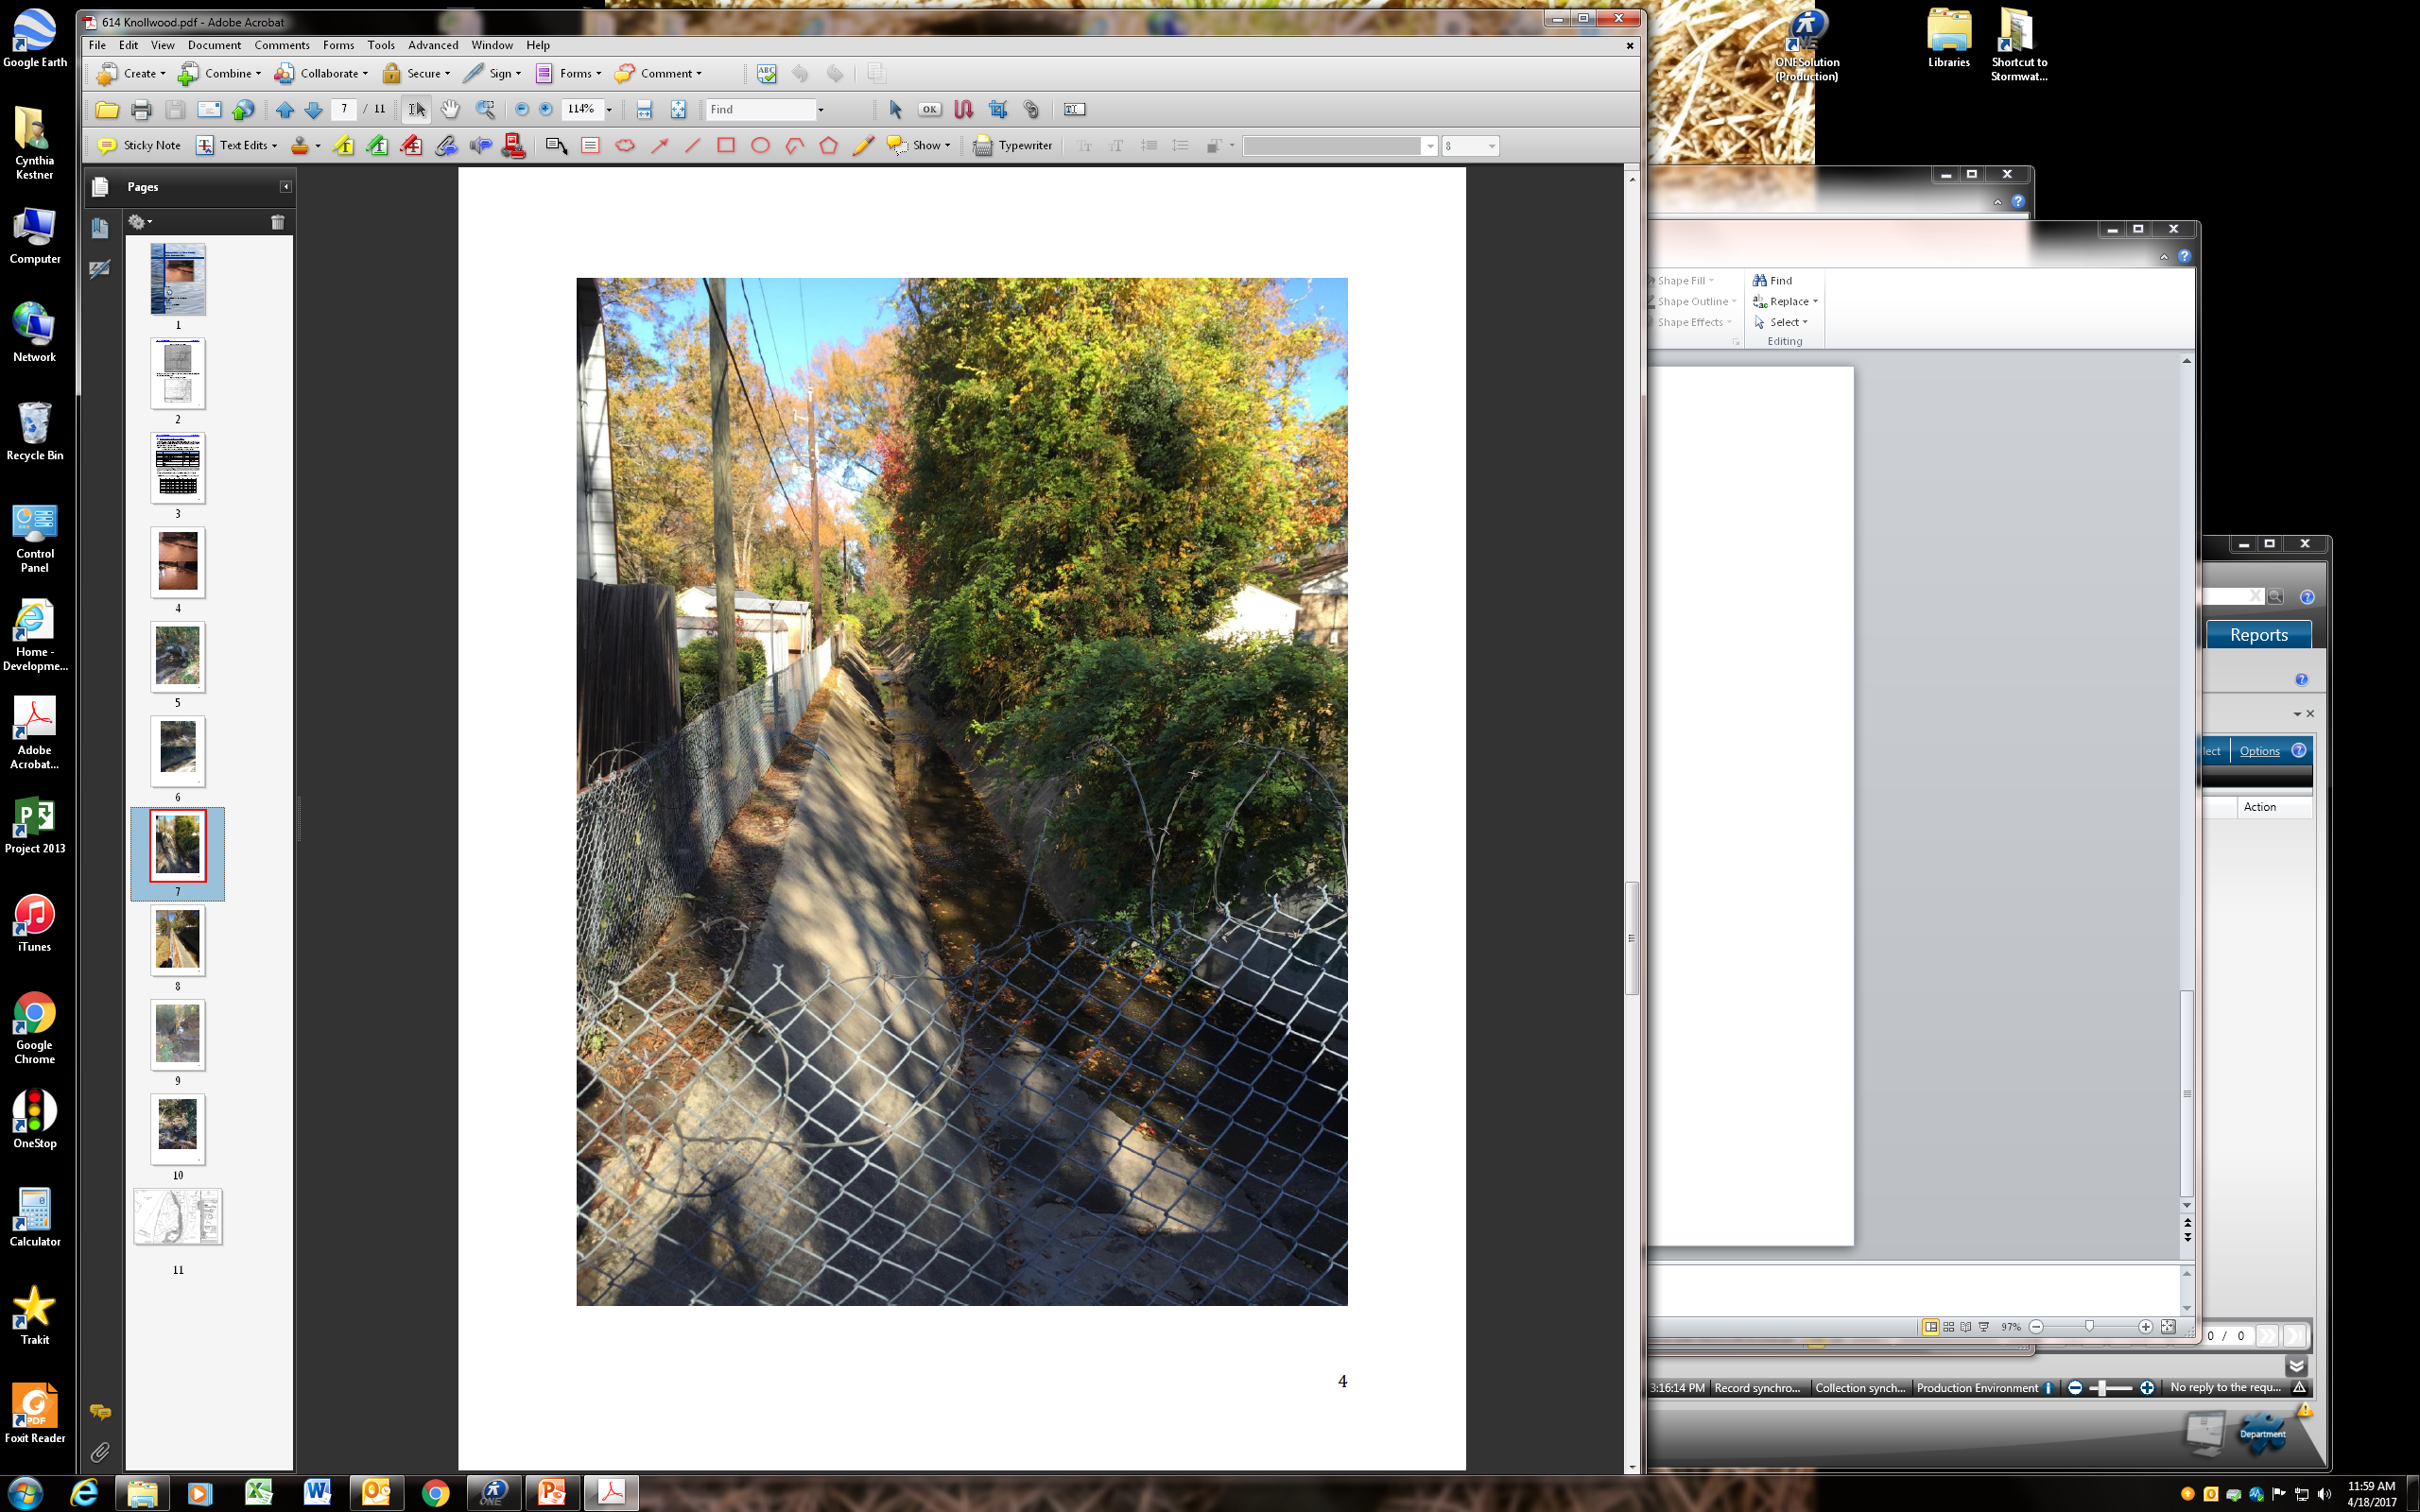 614 Knollwood.pdf - Adobe Acrobat
File Edit View Document Comments Forms Tools Advanced Window Help
Create Combine Collaborate Secure Sign Forms Comment
7 / 11 114% Find OK
Sticky Note Text Edits Show Typewriter 8
Pages
1
2
3
4
5
6
7
8
9
10
11
4
Google Earth
Cynthia
Kestner
Computer
Network
Recycle Bin
Control
Panel
Home -
Developme...
Adobe
Acrobat...
Project 2013
iTunes
Google
Chrome
OneStop
Calculator
Trakit
Foxit Reader
ONESolution
(Production)
Libraries
Shortcut to
Stormwat...
Shape Fill
Shape Outline
Shape Effects
Find
Replace
Select
Editing
Reports
lect Options
Action
97%
0 / 0
3:16:14 PM Record synchro... Collection synch... Production Environment No reply to the requ...
Department
11:59 AM
4/18/2017